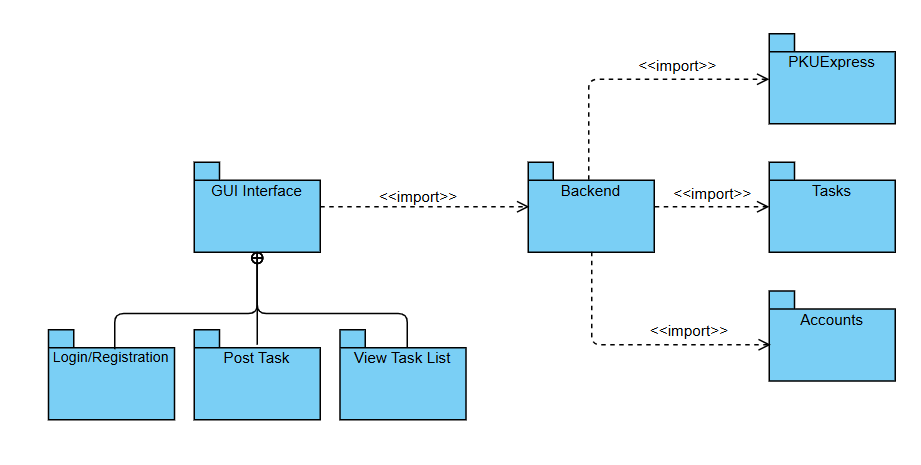 PKUExpress
<<import>>
GUI Interface
<<import>>
Backend
<<import>>
Tasks
<<import>>
Accounts
Login/Registration
Post Task
View Task List